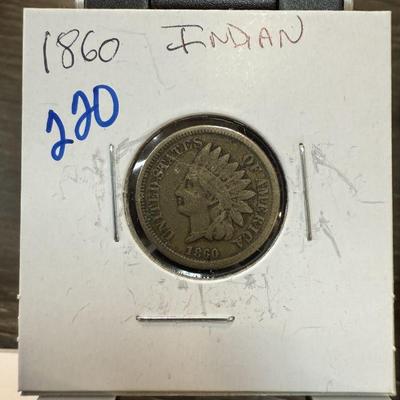 1860 INDIAN
220
UNITED STATES OF AMERICA
1860